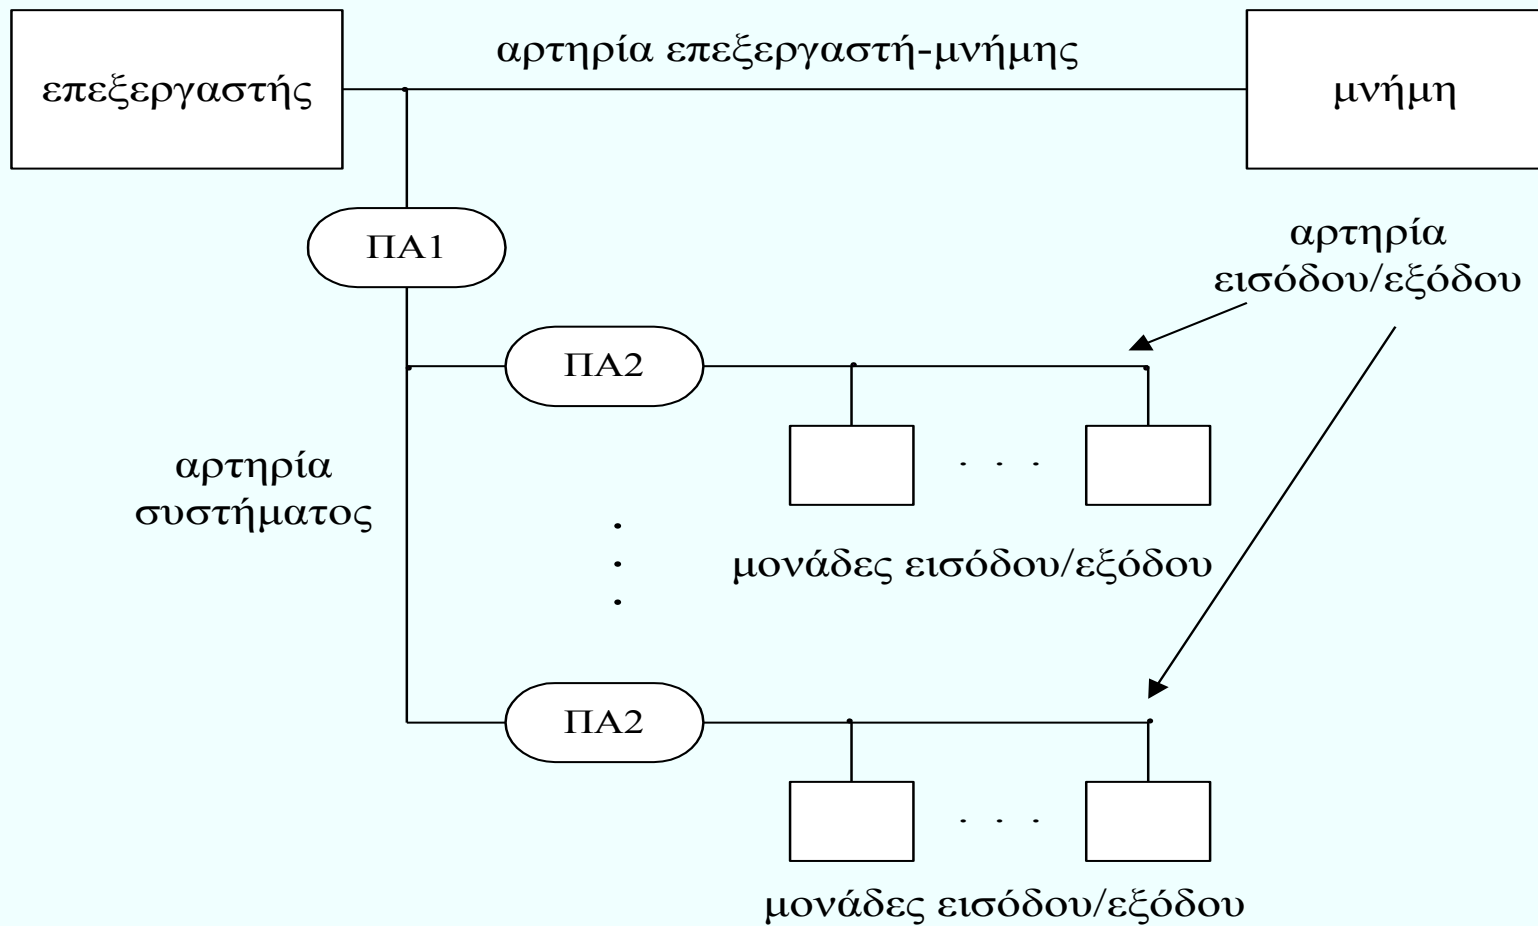 επεξεργαστής
αρτηρία επεξεργαστή-μνήμης
μνήμη
ΠΑ1
αρτηρία
εισόδου/εξόδου
ΠΑ2
αρτηρία
συστήματος
. . .
μονάδες εισόδου/εξόδου
ΠΑ2
. . .
μονάδες εισόδου/εξόδου